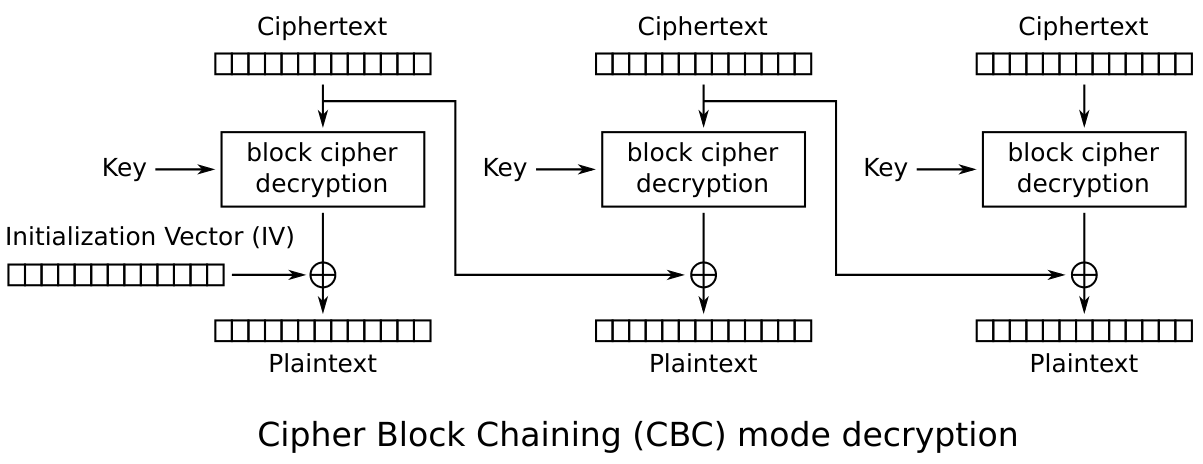 Ciphertext
Ciphertext
Ciphertext
Key
block cipher
decryption
Key
block cipher
decryption
Key
block cipher
decryption
Initialization Vector (IV)
Plaintext
Plaintext
Plaintext
Cipher Block Chaining (CBC) mode decryption